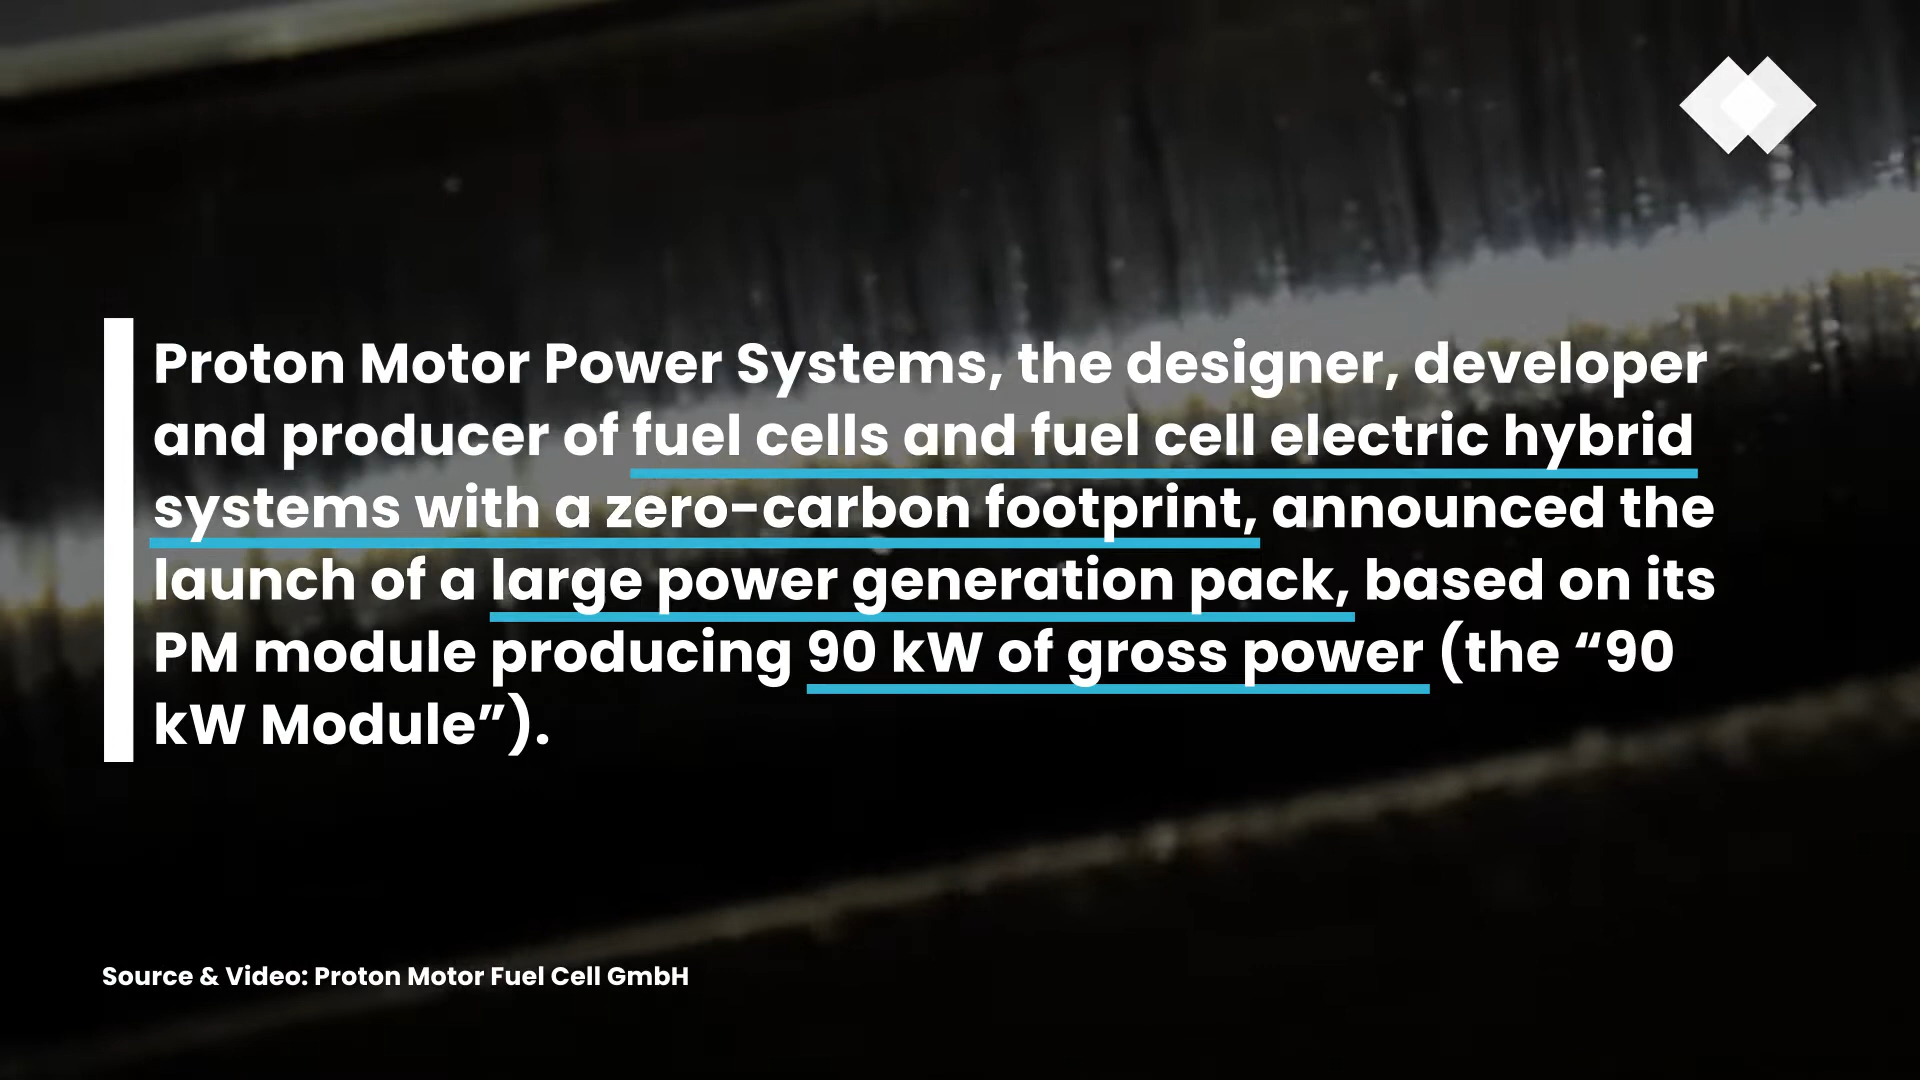 Proton Motor Power Systems, the designer, developer
and producer of fuel cells and fuel cell electric hybrid
systems with a zero-carbon footprint, announced the
launch of a large power generation pack, based on its
PM module producing 90 kW of gross power (the “90
kW Module”).
Source & Video: Proton Motor Fuel Cell GmbH